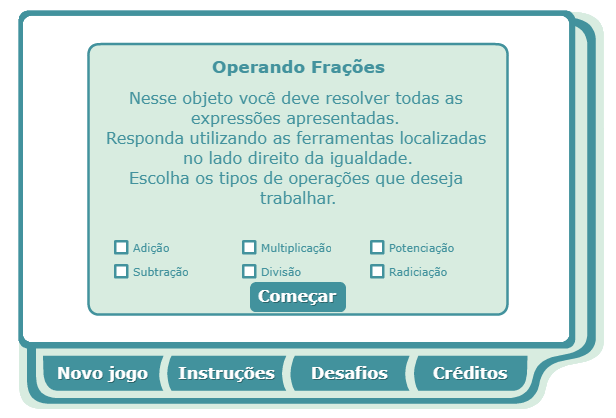 Operando Frações
Nesse objeto você deve resolver todas as
expressões apresentadas.
Responda utilizando as ferramentas localizadas
no lado direito da igualdade.
Escolha os tipos de operações que deseja
trabalhar.
Adição Multiplicação Potenciação
Subtração Divisão Radiciação
Começar
Novo jogo Instruções Desafios Créditos